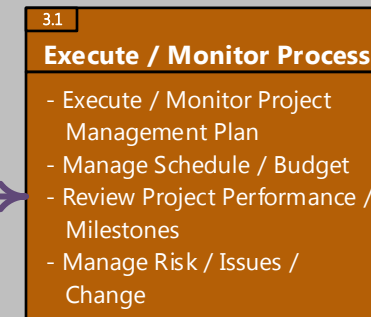 3.1
Execute / Monitor Process
- Execute / Monitor Project
Management Plan
- Manage Schedule / Budget
- Review Project Performance /
Milestones
- Manage Risk / Issues /
Change